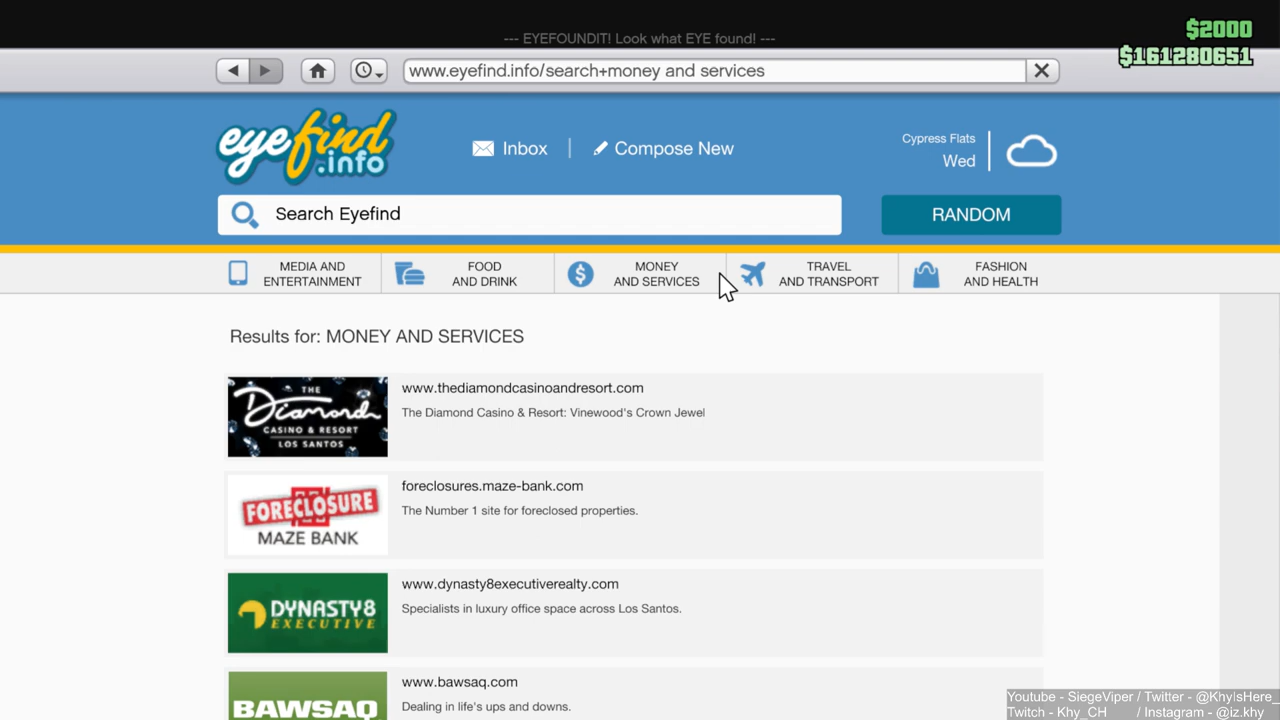 --- EYEFOUNDIT! Look what EYE found! ---
$2000
$161280651
www.eyefind.info/search+money and services
eyefind
.info
Inbox
Compose New
Cypress Flats
Wed
Search Eyefind
RANDOM
MEDIA AND
ENTERTAINMENT
FOOD
AND DRINK
MONEY
AND SERVICES
TRAVEL
AND TRANSPORT
FASHION
AND HEALTH
Results for: MONEY AND SERVICES
THE
Diamond
CASINO & RESORT
LOS SANTOS
www.thediamondcasinoandresort.com
The Diamond Casino & Resort: Vinewood's Crown Jewel
FORECLOSURE
MAZE BANK
foreclosures.maze-bank.com
The Number 1 site for foreclosed properties.
DYNASTY8
EXECUTIVE
www.dynasty8executiverealty.com
Specialists in luxury office space across Los Santos.
BAWSAQ
www.bawsaq.com
Dealing in life's ups and downs.
Youtube - SiegeViper / Twitter - @KhyIsHere_
Twitch - Khy_CH / Instagram - @iz.khy